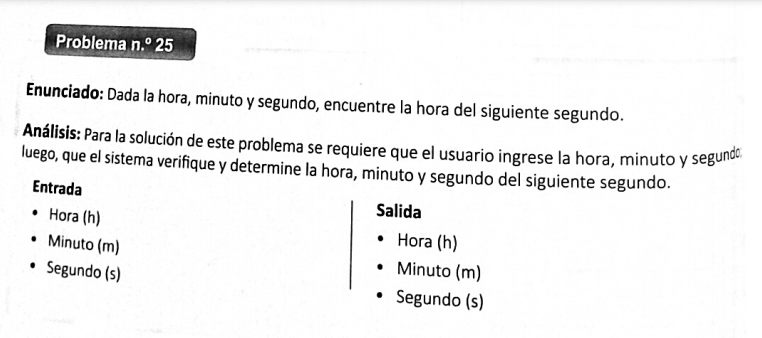 Problema n.º 25
Enunciado: Dada la hora, minuto y segundo, encuentre la hora del siguiente segundo.
Análisis: Para la solución de este problema se requiere que el usuario ingrese la hora, minuto y segundo;
luego, que el sistema verifique y determine la hora, minuto y segundo del siguiente segundo.
Entrada
• Hora (h)
• Minuto (m)
• Segundo (s)
Salida
• Hora (h)
• Minuto (m)
• Segundo (s)